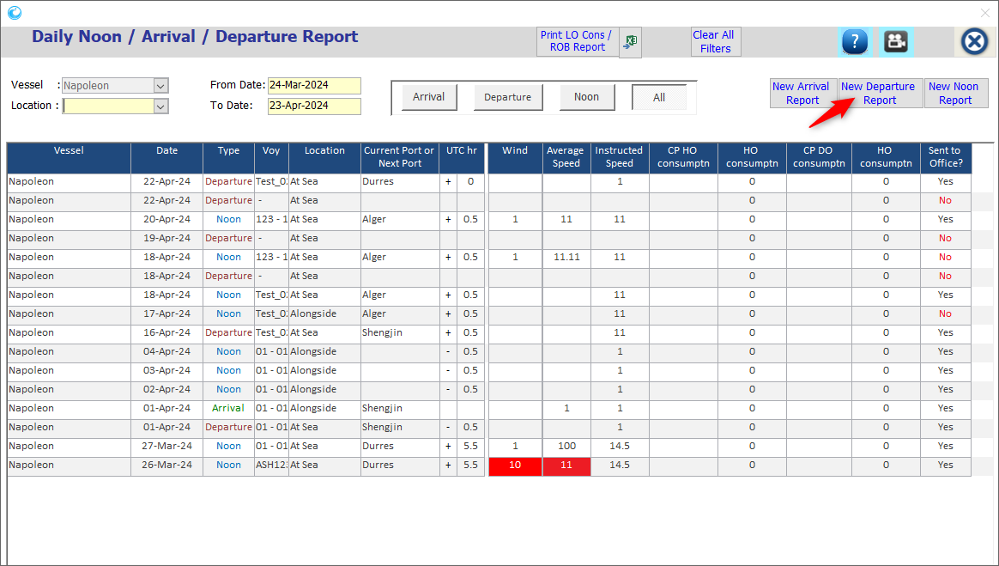 Daily Noon / Arrival / Departure Report
Print LO Cons /
ROB Report
Clear All
Filters
?
Vessel : Napoleon
From Date: 24-Mar-2024
Location :
To Date: 23-Apr-2024
Arrival Departure Noon All
New Arrival
Report
New Departure
Report
New Noon
Report
Vessel Date Type Voy Location Current Port or
Next Port UTC hr Wind Average
Speed Instructed
Speed CP HO
consumptn HO
consumptn CP DO
consumptn HO
consumptn Sent to
Office?
Napoleon 22-Apr-24 Departure Test_0 At Sea Durres + 0 1 0 0 Yes
Napoleon 22-Apr-24 Departure - At Sea 0 0 No
Napoleon 20-Apr-24 Noon 123 - 1 At Sea Alger + 0.5 1 11 11 0 0 Yes
Napoleon 19-Apr-24 Departure - At Sea 0 0 No
Napoleon 18-Apr-24 Noon 123 - 1 At Sea Alger + 0.5 1 11.11 11 0 0 No
Napoleon 18-Apr-24 Departure - At Sea 0 0 No
Napoleon 18-Apr-24 Noon Test_0 At Sea Alger + 0.5 11 0 0 Yes
Napoleon 17-Apr-24 Noon Test_0 Alongside Alger + 0.5 11 0 0 No
Napoleon 16-Apr-24 Departure Test_0 At Sea Shengjin + 0.5 11 0 0 Yes
Napoleon 04-Apr-24 Noon 01 - 01 Alongside - 0.5 1 0 0 Yes
Napoleon 03-Apr-24 Noon 01 - 01 Alongside - 0.5 1 0 0 Yes
Napoleon 02-Apr-24 Noon 01 - 01 Alongside - 0.5 1 0 0 Yes
Napoleon 01-Apr-24 Arrival 01 - 01 Alongside Shengjin 1 1 0 0 Yes
Napoleon 01-Apr-24 Departure 01 - 01 At Sea Shengjin - 0.5 1 0 0 Yes
Napoleon 27-Mar-24 Noon 01 - 01 At Sea Durres + 5.5 1 100 14.5 0 0 Yes
Napoleon 26-Mar-24 Noon ASH12 At Sea Durres + 5.5 10 11 14.5 0 0 Yes